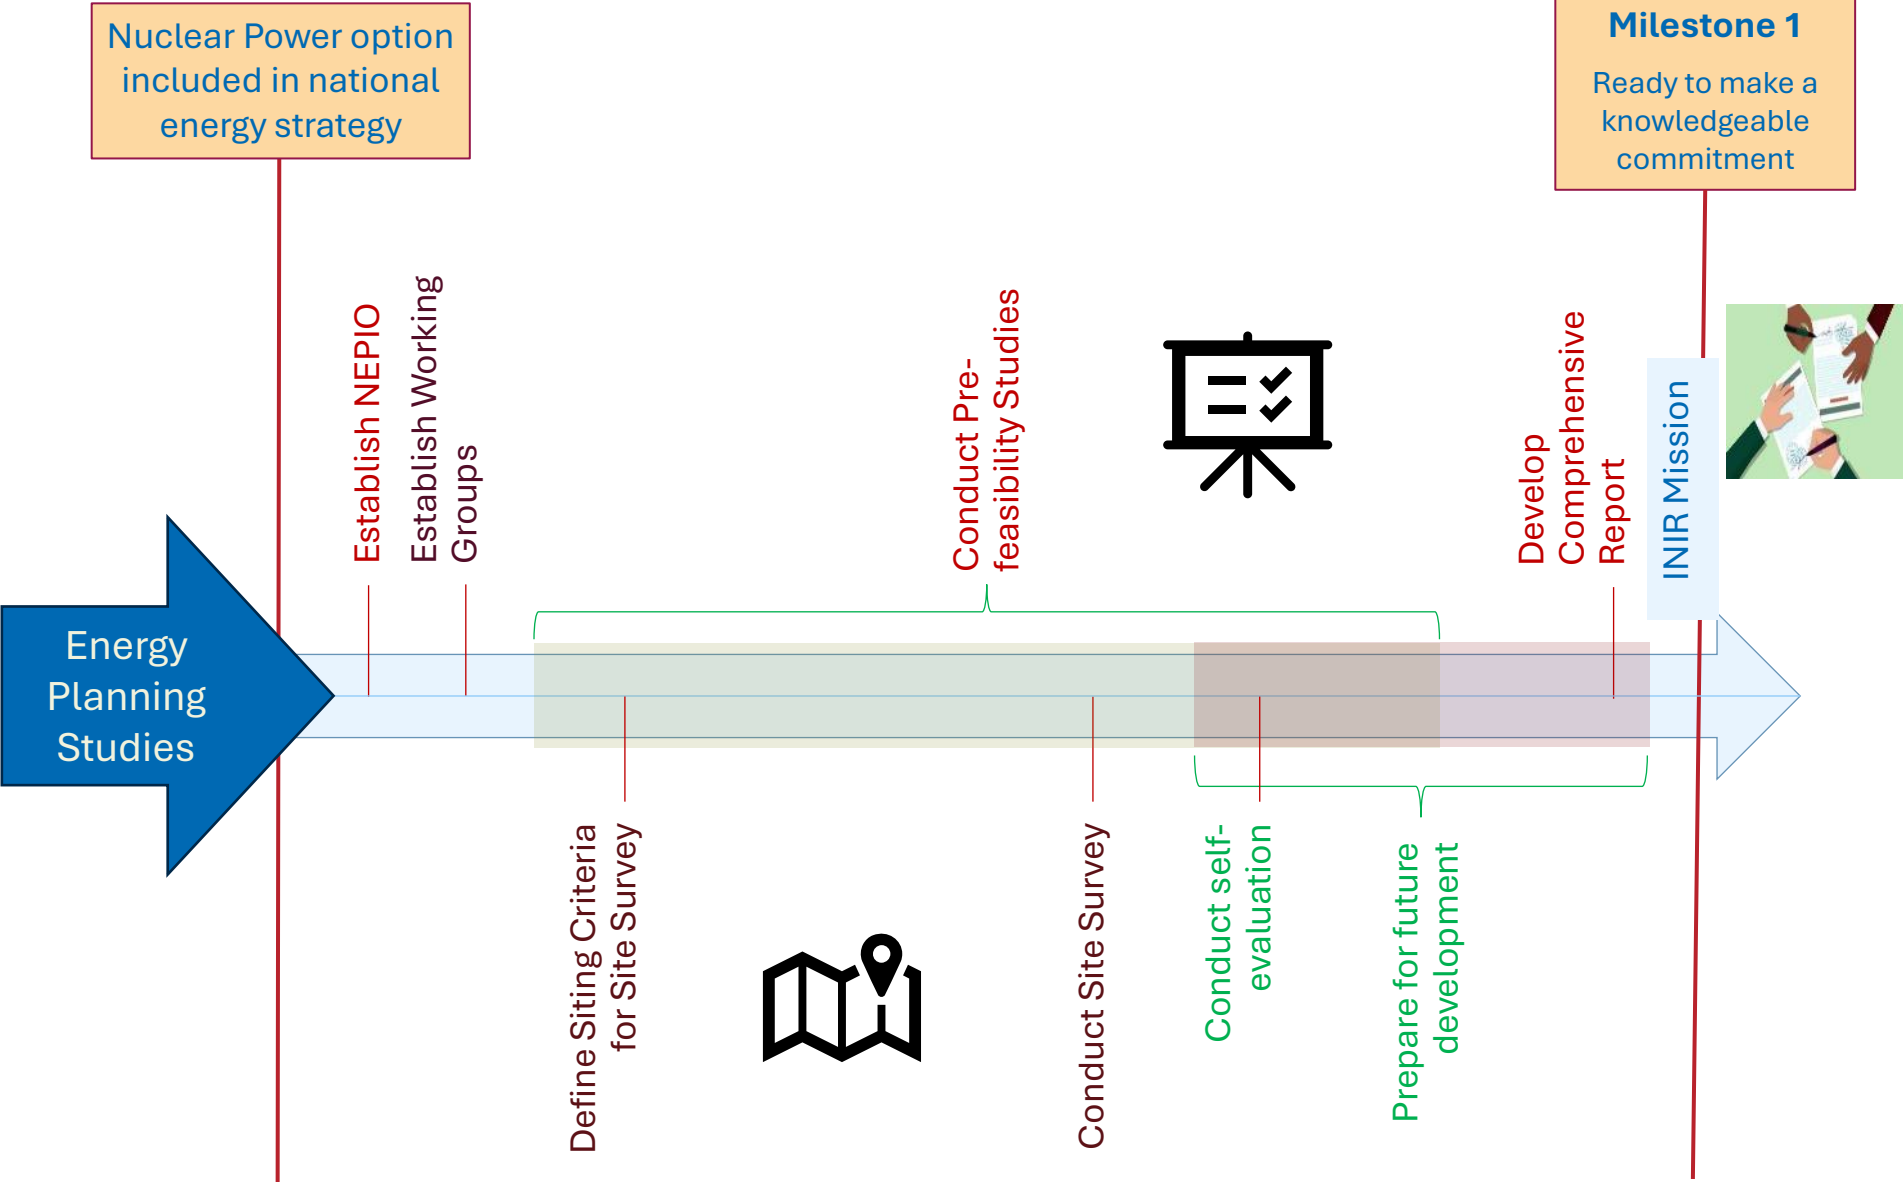 Nuclear Power option
included in national
energy strategy
Milestone 1
Ready to make a
knowledgeable
commitment
Establish NEPIO
Establish Working
Groups
Conduct Pre-
feasibility Studies
Develop
Comprehensive
Report
INIR Mission
Energy
Planning
Studies
Define Siting Criteria
for Site Survey
Conduct Site Survey
Conduct self-
evaluation
Prepare for future
development